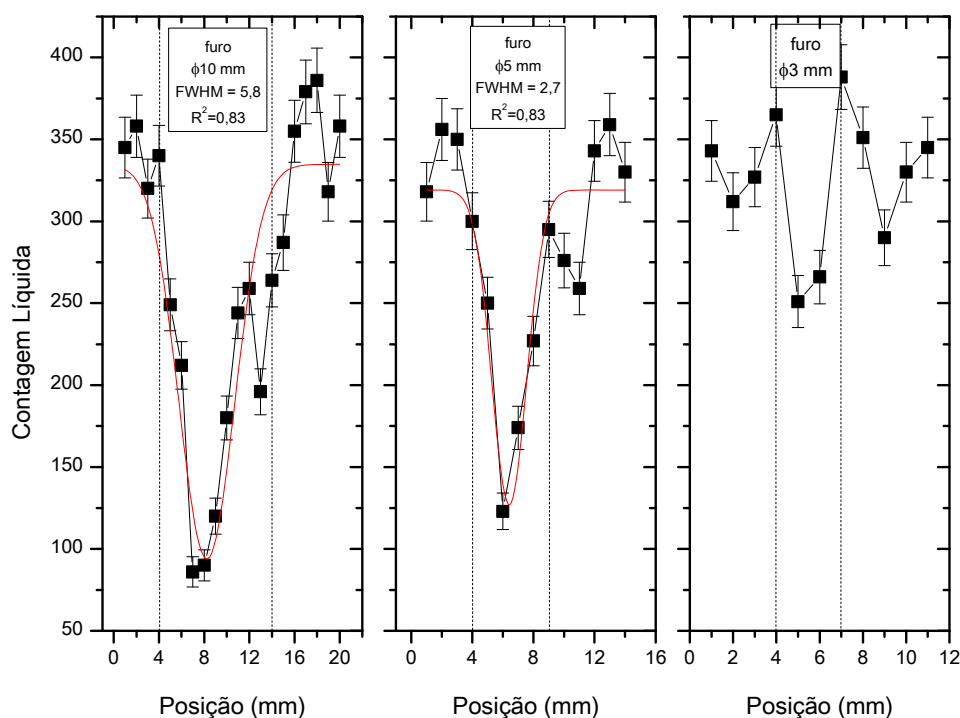 furo
ϕ10 mm
FWHM = 5,8
R²=0,83
furo
ϕ5 mm
FWHM = 2,7
R²=0,83
furo
ϕ3 mm
Contagem Líquida
400
350
300
250
200
150
100
50
0 4 8 12 16 20
0 4 8 12 16
0 2 4 6 8 10 12
Posição (mm)
Posição (mm)
Posição (mm)